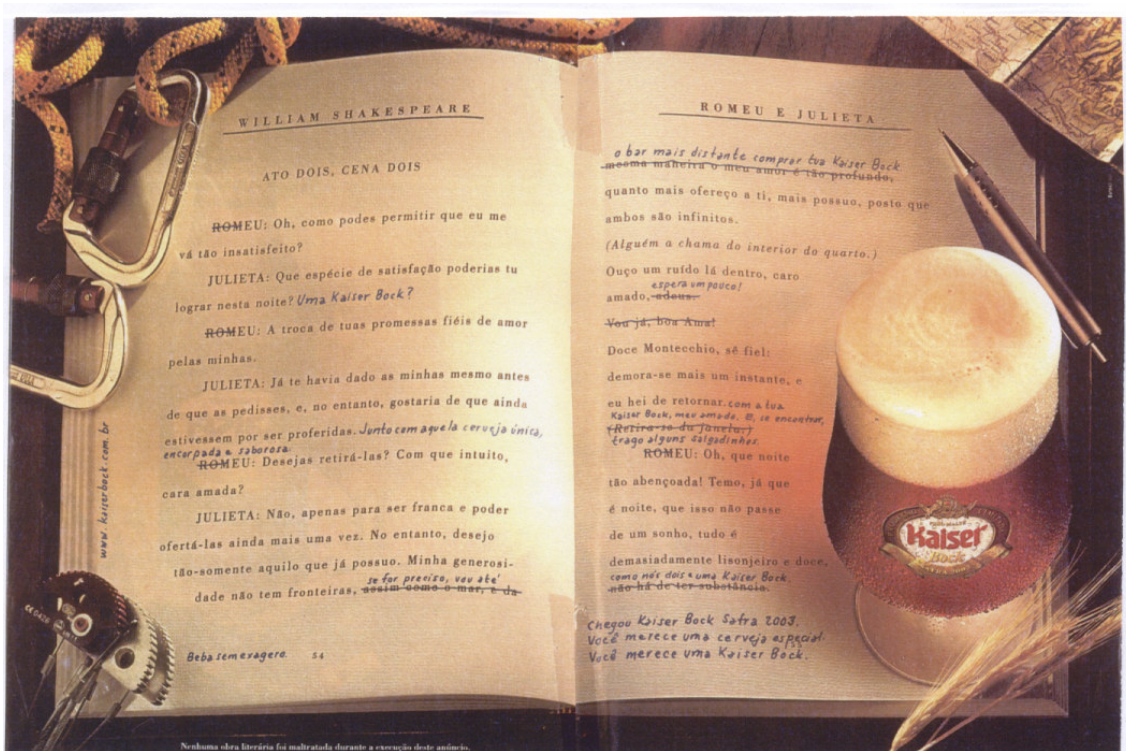 WILLIAM SHAKESPEARE
ATO DOIS, CENA DOIS
ROMEU: Oh, como podes permitir que eu me
vá tão insatisfeito?
JULIETA: Que espécie de satisfação poderias tu
lograr nesta noite? Uma Kaiser Bock?
ROMEU: A troca de tuas promessas fiéis de amor
pelas minhas.
JULIETA: Já te havia dado as minhas mesmo antes
de que as pedisses, e, no entanto, gostaria de que ainda
estivessem por ser proferidas. Junto com aquela cerveja única,
encorpada e saborosa.
ROMEU: Desejas retirá-las? Com que intuito,
cara amada?
JULIETA: Não, apenas para ser franca e poder
ofertá-las ainda mais uma vez. No entanto, desejo
tão-somente aquilo que já possuo. Minha generosi-
se for preciso, vou até
dade não tem fronteiras, assim como o mar, e da
Beba sem exagero. 54
www.kaiserbock.com.br
ROMEU E JULIETA
o bar mais distante comprar tua Kaiser Bock
mesma maneira o meu amor é tão profundo,
quanto mais ofereço a ti, mais possuo, posto que
ambos são infinitos.
(Alguém a chama do interior do quarto.)
Ouço um ruído lá dentro, caro
espera um pouco!
amado, adeus.
Vou já, boa Ama!
Doce Montecchio, sê fiel:
demora-se mais um instante, e
eu hei de retornar. com a tua
Kaiser Bock, meu amado. E, se encontrar,
(Retira-se da janela.)
trago alguns salgadinhos.
ROMEU: Oh, que noite
tão abençoada! Temo, já que
é noite, que isso não passe
de um sonho, tudo é
demasiadamente lisonjeiro e doce,
como nós dois e uma Kaiser Bock.
não há de ter substância.
Chegou Kaiser Bock Safra 2003.
Você merece uma cerveja especial.
Você merece uma Kaiser Bock.
Kaiser
Bock
Nenhuma obra literária foi maltratada durante a execução deste anúncio.